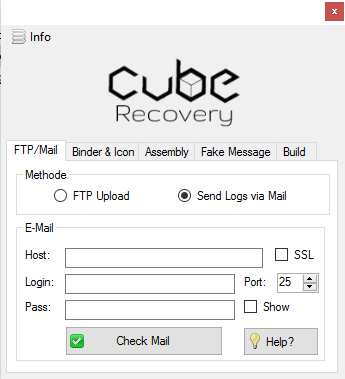 x
Info
cube
Recovery
FTP/Mail Binder & Icon Assembly Fake Message Build
Methode
FTP Upload Send Logs via Mail
E-Mail
Host: SSL
Login: Port: 25
Pass: Show
Check Mail Help?